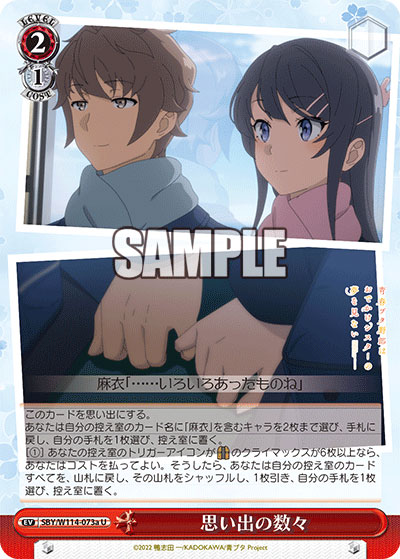 LEVEL
2
1
COST
SAMPLE
青春ブタ野郎は
おでかけシスターの
夢を見ない
麻衣「……いろいろあったものね」
このカードを思い出にする。
あなたは自分の控え室のカード名に「麻衣」を含むキャラを2枚まで選び、手札に
戻し、自分の手札を1枚選び、控え室に置く。
[①] あなたの控え室のトリガーアイコンが のクライマックスが6枚以上なら、
あなたはコストを払ってよい。そうしたら、あなたは自分の控え室のカード
すべてを、山札に戻し、その山札をシャッフルし、1枚引き、自分の手札を1枚
選び、控え室に置く。
EV SBY/W114-073a U
思い出の数々
©2022 鴨志田 一/KADOKAWA/青ブタ Project